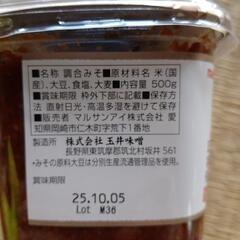 ■名称 調合みそ ■原材料名 米(国
産)、大豆、食塩、大麦 ■内容量 500g
■賞味期限 枠外下部に記載 ■保存
方法 直射日光・高温多湿を避けて保存
■販売者 マルサンアイ株式会社 愛
知県岡崎市仁木町字荒下1番地
製造所 株式会社 玉井味噌
長野県東筑摩郡筑北村坂井 561
•みその原料大豆は分別生産流通管理品を使用。
賞味期限
25.10.05
Lot M36